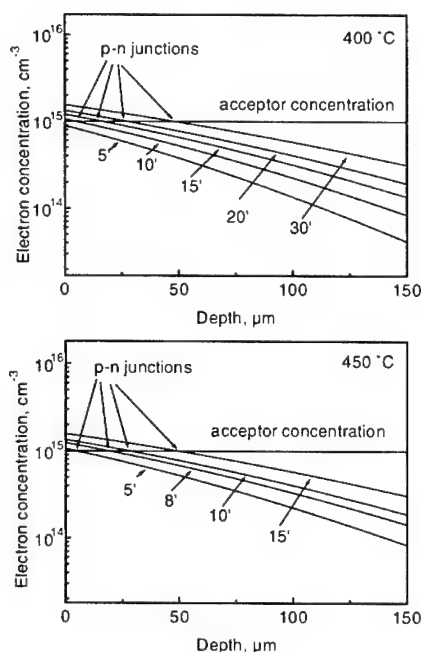 400 °C
Electron concentration, cm⁻³
10¹⁶
10¹⁵
10¹⁴
p-n junctions
acceptor concentration
5'
10'
15'
20'
30'
0
50
100
150
Depth, µm
450 °C
Electron concentration, cm⁻³
10¹⁶
10¹⁵
10¹⁴
p-n junctions
acceptor concentration
5'
8'
10'
15'
0
50
100
150
Depth, µm